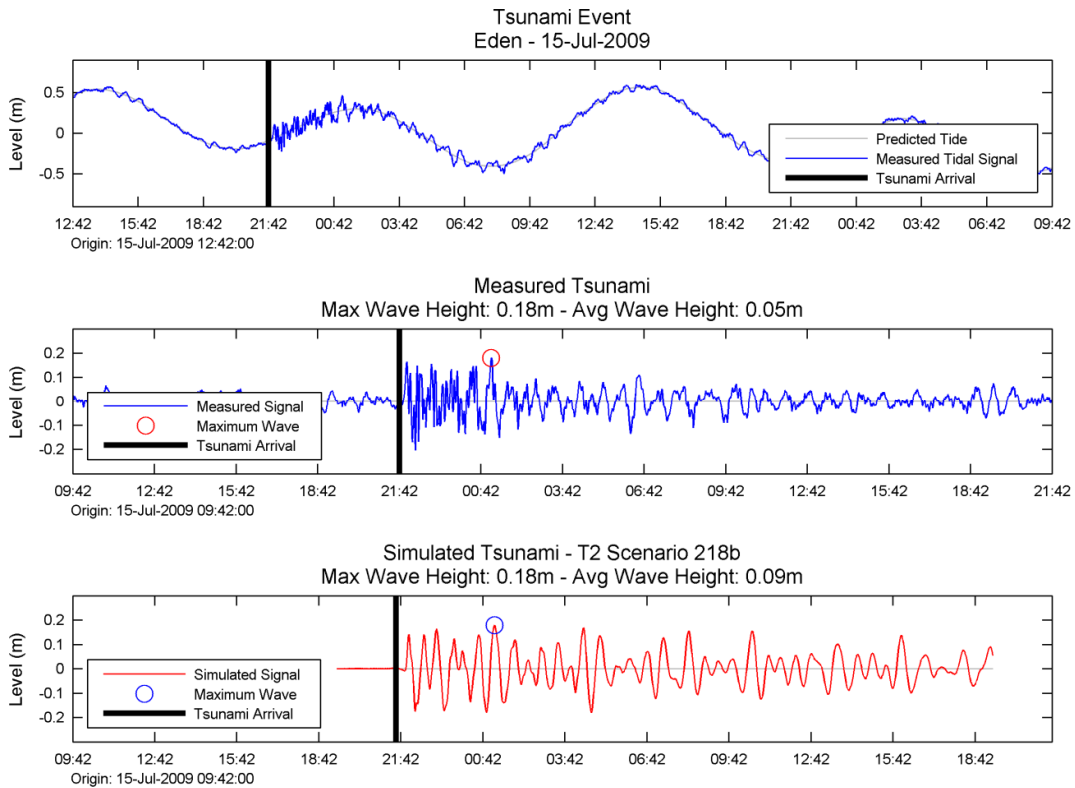 Tsunami Event
Eden - 15-Jul-2009
Level (m)
0.5
0
-0.5
Predicted Tide
Measured Tidal Signal
Tsunami Arrival
12:42 15:42 18:42 21:42 00:42 03:42 06:42 09:42 12:42 15:42 18:42 21:42 00:42 03:42 06:42 09:42
Origin: 15-Jul-2009 12:42:00
Measured Tsunami
Max Wave Height: 0.18m - Avg Wave Height: 0.05m
Level (m)
0.2
0.1
0
-0.1
-0.2
Measured Signal
Maximum Wave
Tsunami Arrival
09:42 12:42 15:42 18:42 21:42 00:42 03:42 06:42 09:42 12:42 15:42 18:42 21:42
Origin: 15-Jul-2009 09:42:00
Simulated Tsunami - T2 Scenario 218b
Max Wave Height: 0.18m - Avg Wave Height: 0.09m
Level (m)
0.2
0.1
0
-0.1
-0.2
Simulated Signal
Maximum Wave
Tsunami Arrival
09:42 12:42 15:42 18:42 21:42 00:42 03:42 06:42 09:42 12:42 15:42 18:42
Origin: 15-Jul-2009 09:42:00